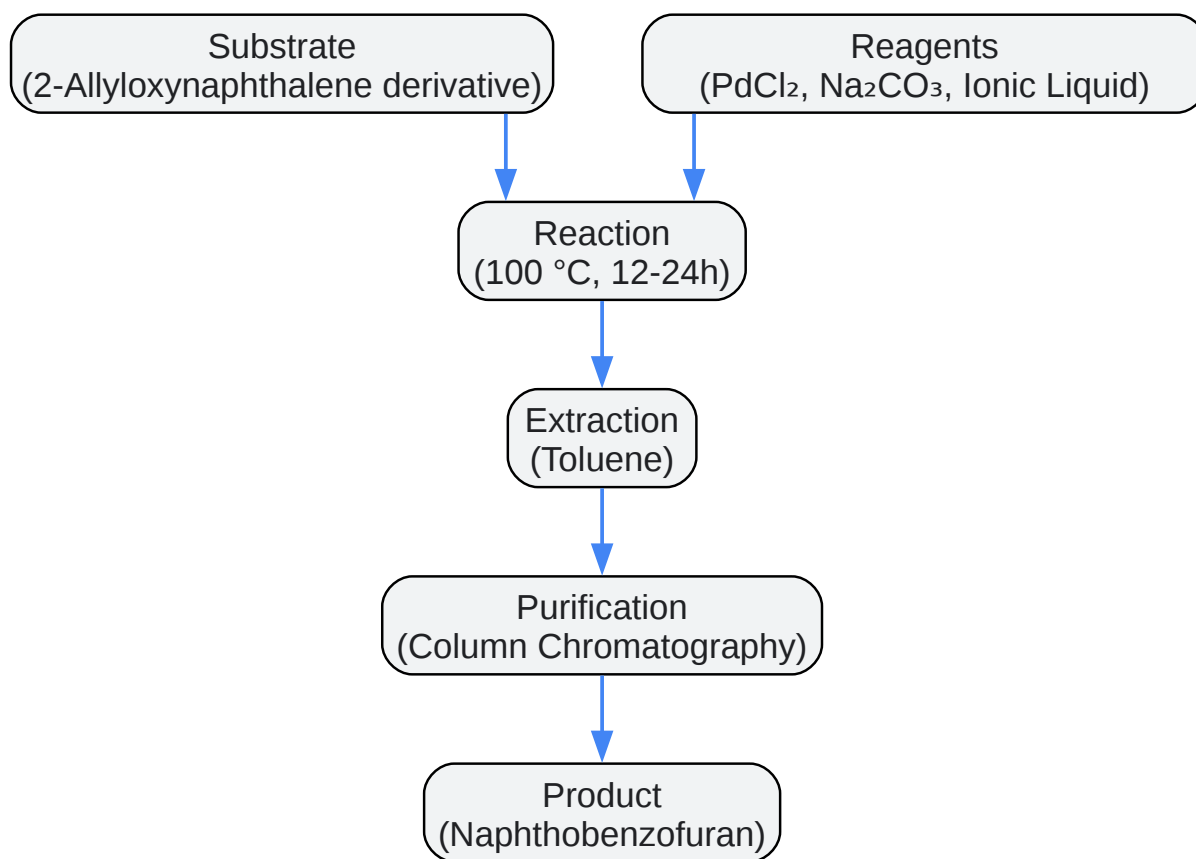 Substrate
(2-Allyloxynaphthalene derivative)
Reagents
(PdCl₂, Na₂CO₃, Ionic Liquid)
Reaction
(100 °C, 12-24h)
Extraction
(Toluene)
Purification
(Column Chromatography)
Product
(Naphthobenzofuran)